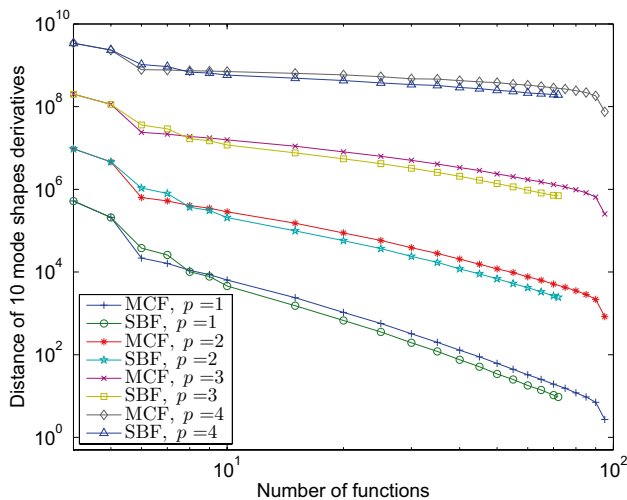 Distance of 10 mode shapes derivatives
10^10
10^8
10^6
10^4
10^2
10^0
MCF, p = 1
SBF, p = 1
MCF, p = 2
SBF, p = 2
MCF, p = 3
SBF, p = 3
MCF, p = 4
SBF, p = 4
10^1
10^2
Number of functions